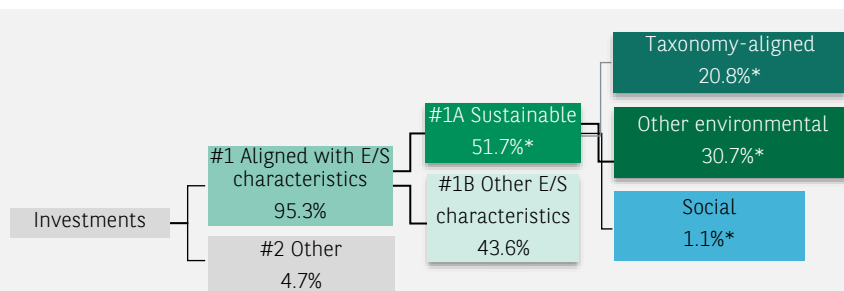 Investments
#1 Aligned with E/S
characteristics
95.3%
#2 Other
4.7%
#1A Sustainable
51.7%*
#1B Other E/S
characteristics
43.6%
Taxonomy-aligned
20.8%*
Other environmental
30.7%*
Social
1.1%*